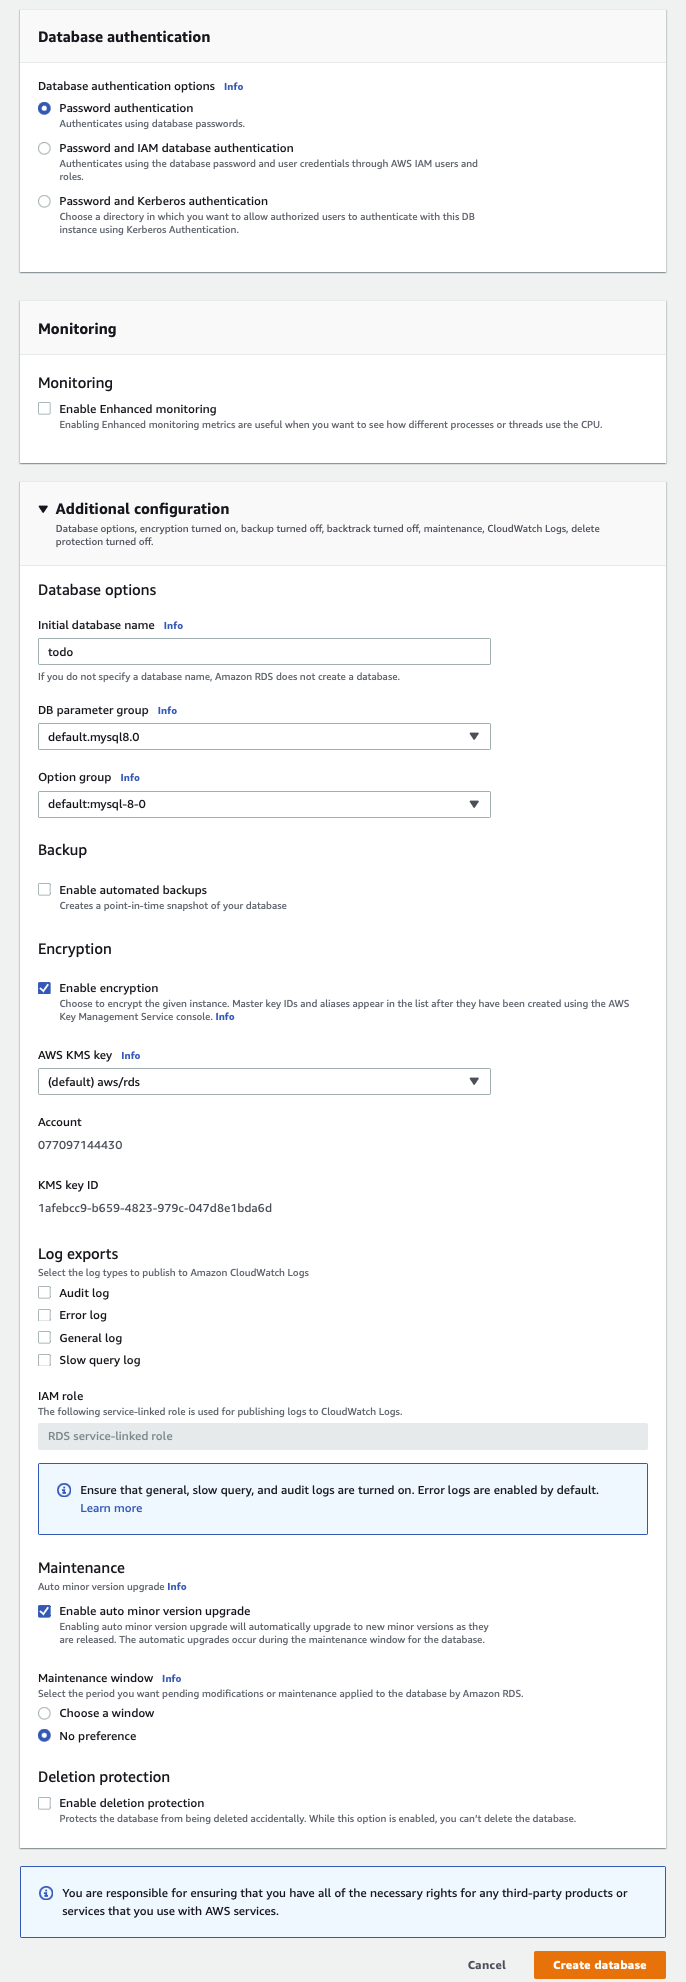 Database authentication
Database authentication options Info
Password authentication
Authenticates using database passwords.
Password and IAM database authentication
Authenticates using the database password and user credentials through AWS IAM users and
roles.
Password and Kerberos authentication
Choose a directory in which you want to allow authorized users to authenticate with this DB
instance using Kerberos Authentication.
Monitoring
Monitoring
Enable Enhanced monitoring
Enabling Enhanced monitoring metrics are useful when you want to see how different processes or threads use the CPU.
Additional configuration
Database options, encryption turned on, backup turned off, backtrack turned off, maintenance, CloudWatch Logs, delete
protection turned off.
Database options
Initial database name Info
todo
If you do not specify a database name, Amazon RDS does not create a database.
DB parameter group Info
default.mysql8.0
Option group Info
default:mysql-8-0
Backup
Enable automated backups
Creates a point-in-time snapshot of your database
Encryption
Enable encryption
Choose to encrypt the given instance. Master key IDs and aliases appear in the list after they have been created using the AWS
Key Management Service console. Info
AWS KMS key Info
(default) aws/rds
Account
077097144430
KMS key ID
1afebcc9-b659-4823-979c-047d8e1bda6d
Log exports
Select the log types to publish to Amazon CloudWatch Logs
Audit log
Error log
General log
Slow query log
IAM role
The following service-linked role is used for publishing logs to CloudWatch Logs.
RDS service-linked role
Ensure that general, slow query, and audit logs are turned on. Error logs are enabled by default.
Learn more
Maintenance
Auto minor version upgrade Info
Enable auto minor version upgrade
Enabling auto minor version upgrade will automatically upgrade to new minor versions as they
are released. The automatic upgrades occur during the maintenance window for the database.
Maintenance window Info
Select the period you want pending modifications or maintenance applied to the database by Amazon RDS.
Choose a window
No preference
Deletion protection
Enable deletion protection
Protects the database from being deleted accidentally. While this option is enabled, you can't delete the database.
You are responsible for ensuring that you have all of the necessary rights for any third-party products or
services that you use with AWS services.
Cancel Create database